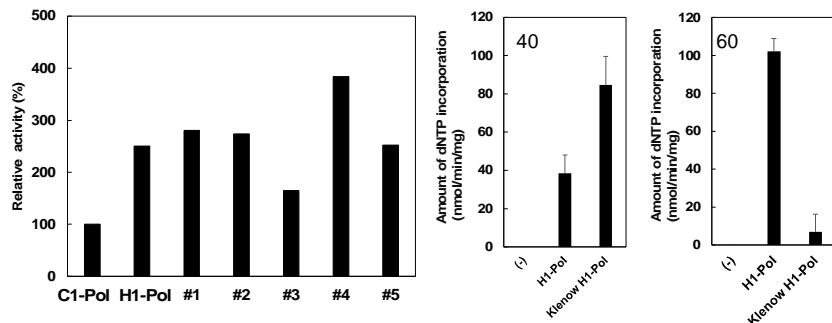 Relative activity (%)
500
400
300
200
100
0
C1-Pol H1-Pol #1 #2 #3 #4 #5
Amount of dNTP incorporation
(nmol/min/mg)
120
100
80
60
40
20
0
40
(-)
H1-Pol
Klenow H1-Pol
Amount of dNTP incorporation
(nmol/min/mg)
120
100
80
60
40
20
0
60
(-)
H1-Pol
Klenow H1-Pol